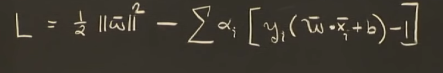 L = ½ ||w̄||² − Σ αᵢ [ yᵢ ( w̄ · x̄ᵢ + b ) − 1 ]